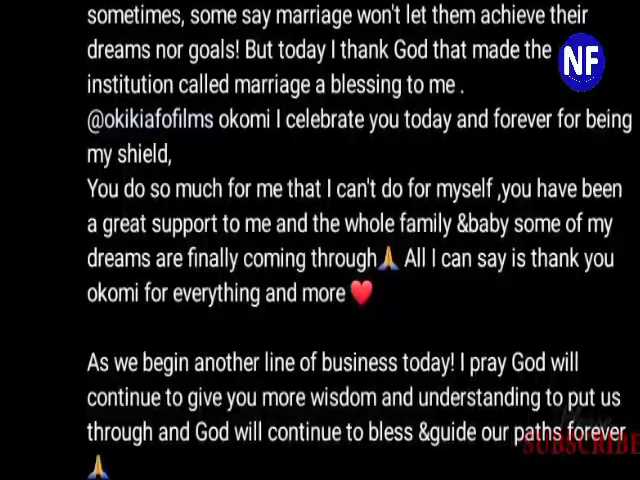 sometimes, some say marriage won't let them achieve their
dreams nor goals! But today I thank God that made the
institution called marriage a blessing to me .
@okikiafofilms okomi I celebrate you today and forever for being
my shield,
You do so much for me that I can't do for myself ,you have been
a great support to me and the whole family &baby some of my
dreams are finally coming through🙏 All I can say is thank you
okomi for everything and more ❤️
As we begin another line of business today! I pray God will
continue to give you more wisdom and understanding to put us
through and God will continue to bless &guide our paths forever
🙏
NF
SUBSCRIBE